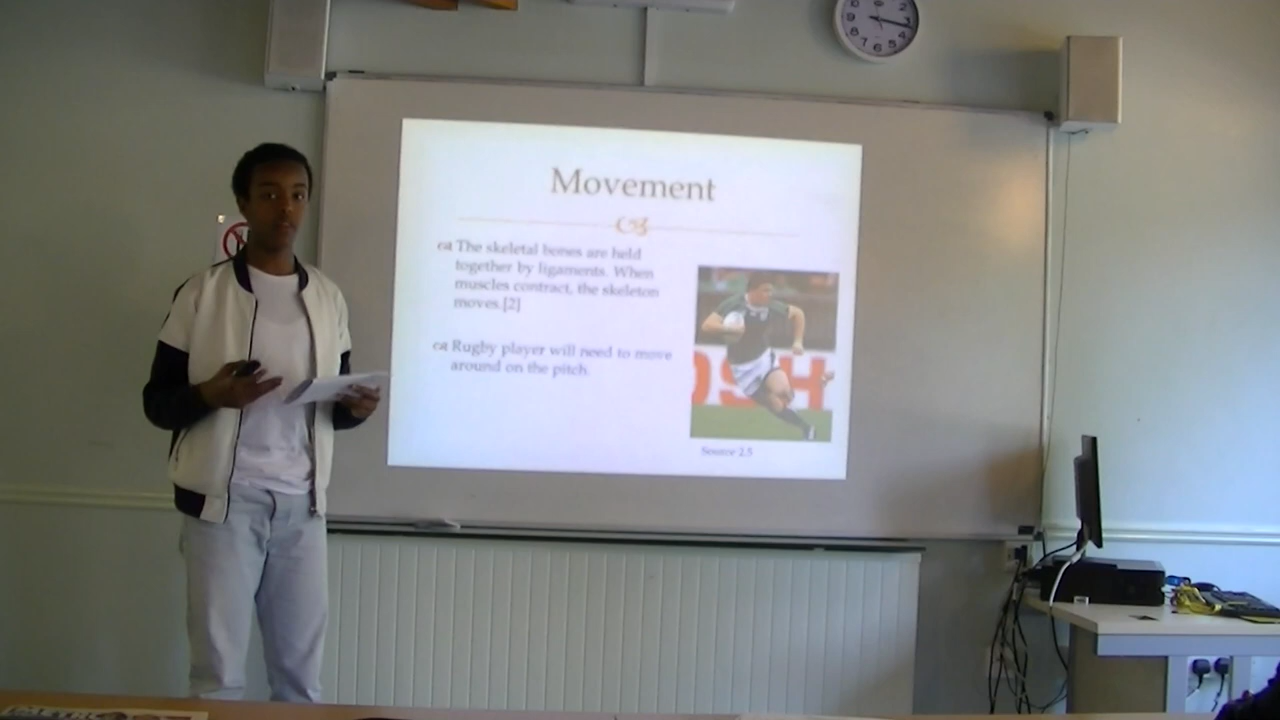 Movement
The skeletal bones are held
together by ligaments. When
muscles contract, the skeleton
moves.[2]
Rugby player will need to move
around on the pitch.
OSH
Source 2.5